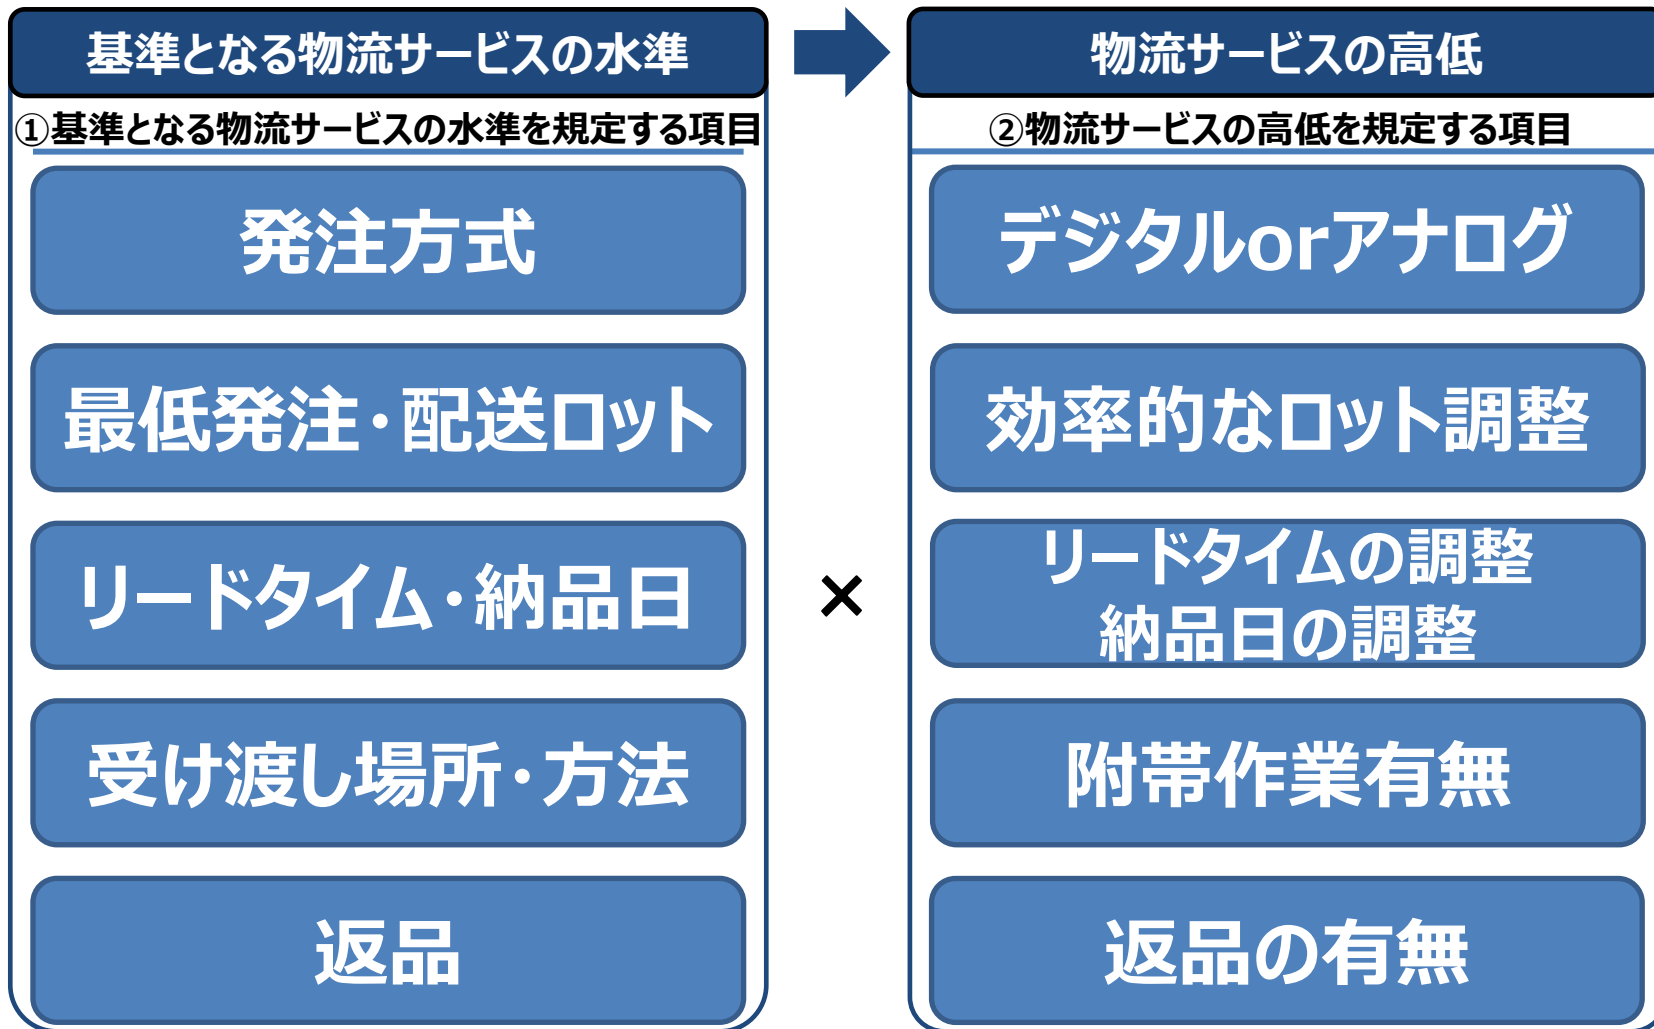 基準となる物流サービスの水準
①基準となる物流サービスの水準を規定する項目
発注方式
最低発注・配送ロット
リードタイム・納品日
受け渡し場所・方法
返品
×
物流サービスの高低
②物流サービスの高低を規定する項目
デジタルorアナログ
効率的なロット調整
リードタイムの調整
納品日の調整
附帯作業有無
返品の有無